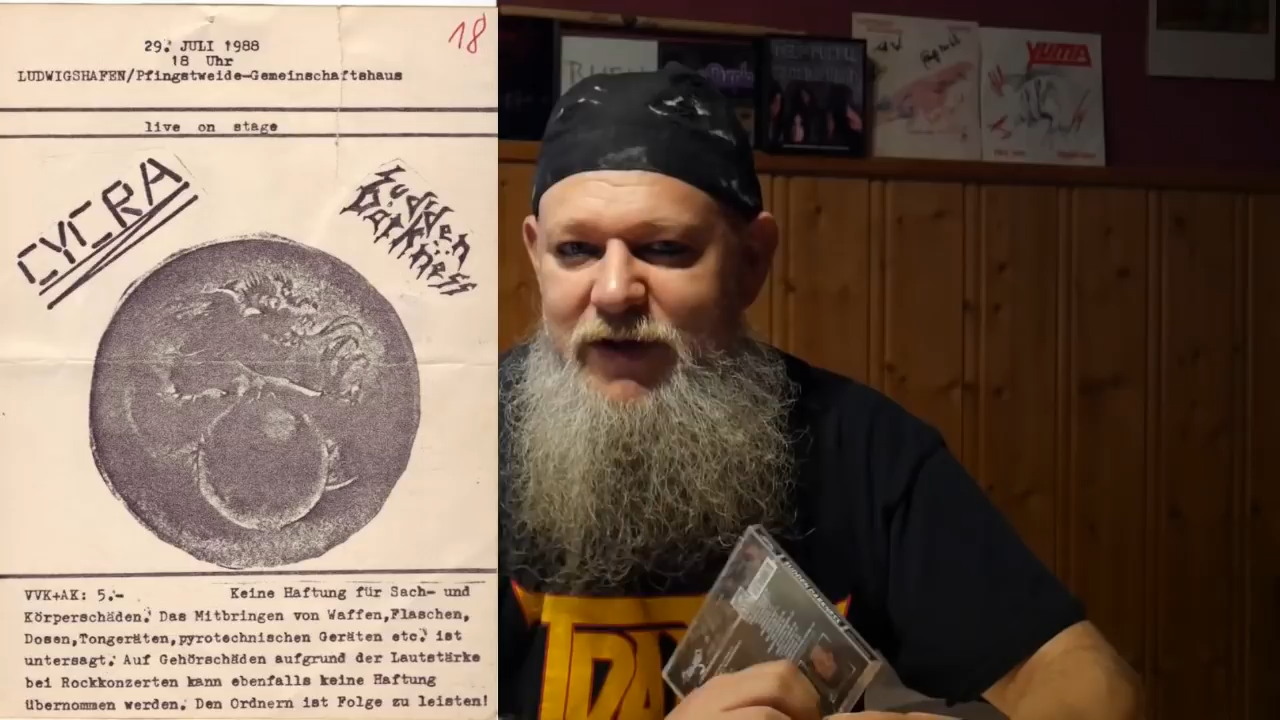 18
29. JULI 1988
18 Uhr
LUDWIGSHAFEN/Pfingstweide-Gemeinschaftshaus
live on stage
CYCRA
Sudden
Darkness
VVK+AK: 5.- Keine Haftung für Sach- und
Körperschäden. Das Mitbringen von Waffen,Flaschen,
Dosen,Tongeräten,pyrotechnischen Geräten etc. ist
untersagt. Auf Gehörschäden aufgrund der Lautstärke
bei Rockkonzerten kann ebenfalls keine Haftung
übernommen werden. Den Ordnern ist Folge zu leisten!
YUMA